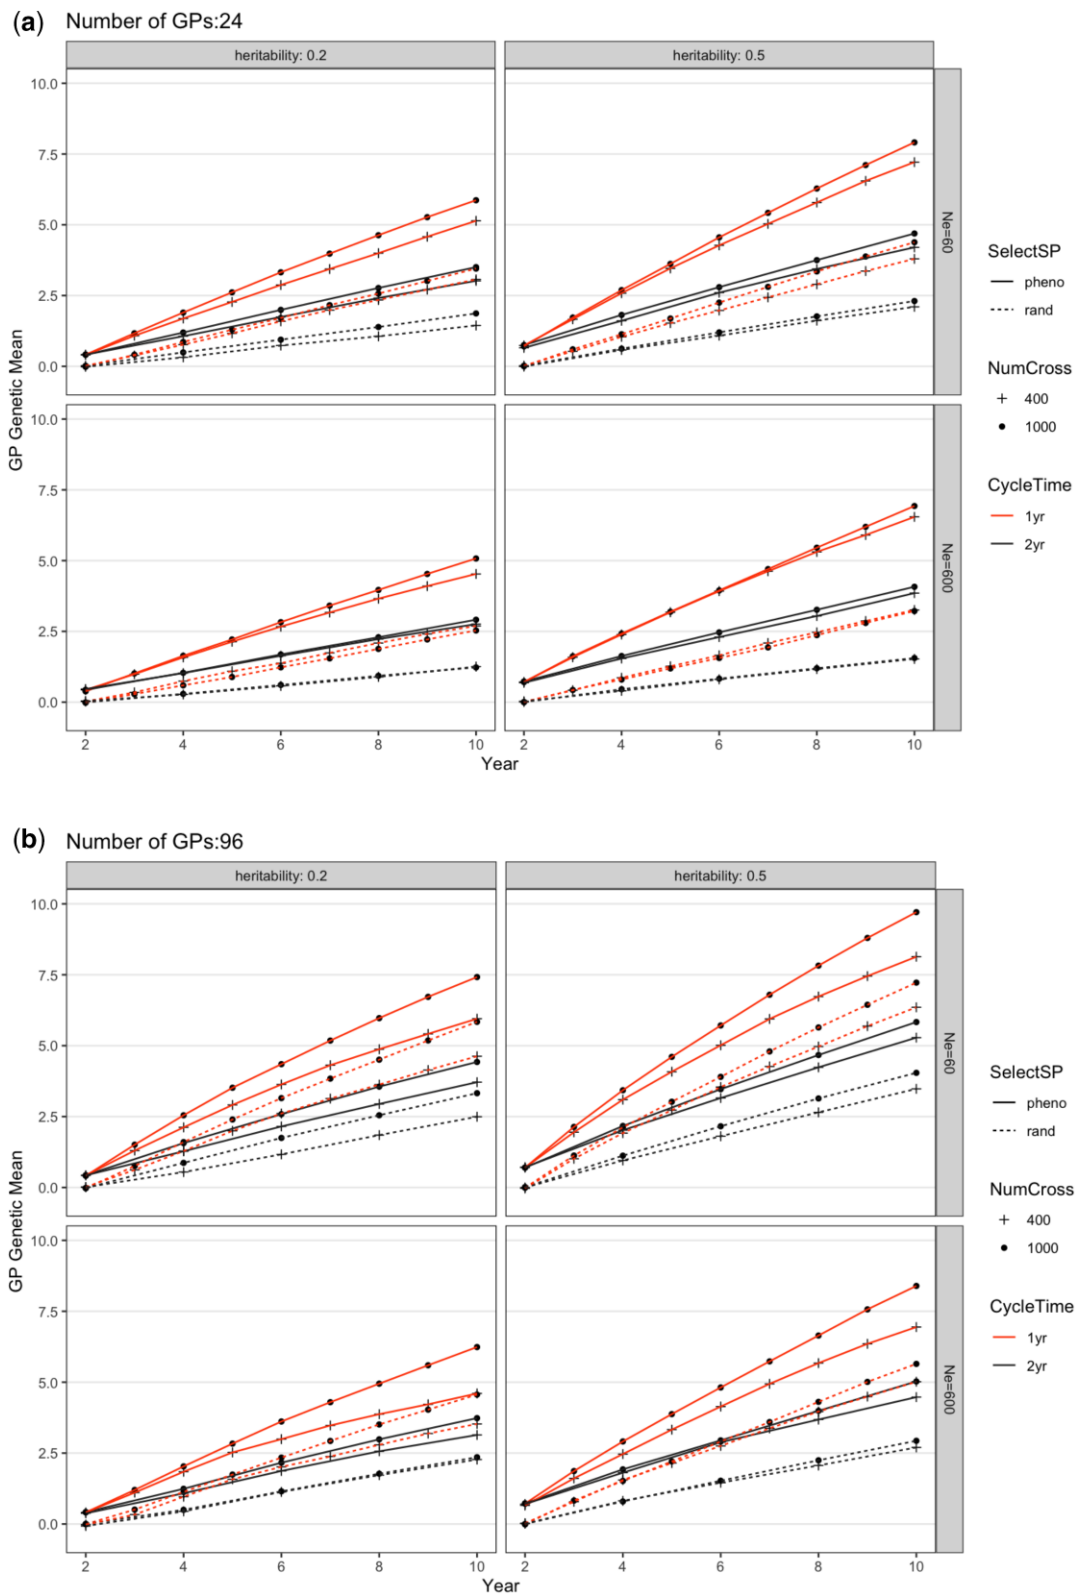 (a) Number of GPs:24
heritability: 0.2
heritability: 0.5
10.0
7.5
5.0
2.5
0.0
Ne=60
10.0
7.5
5.0
2.5
0.0
Ne=600
GP Genetic Mean
2 4 6 8 10
2 4 6 8 10
Year
SelectSP
pheno
rand
NumCross
400
1000
CycleTime
1yr
2yr
(b) Number of GPs:96
heritability: 0.2
heritability: 0.5
10.0
7.5
5.0
2.5
0.0
Ne=60
10.0
7.5
5.0
2.5
0.0
Ne=600
GP Genetic Mean
2 4 6 8 10
2 4 6 8 10
Year
SelectSP
pheno
rand
NumCross
400
1000
CycleTime
1yr
2yr